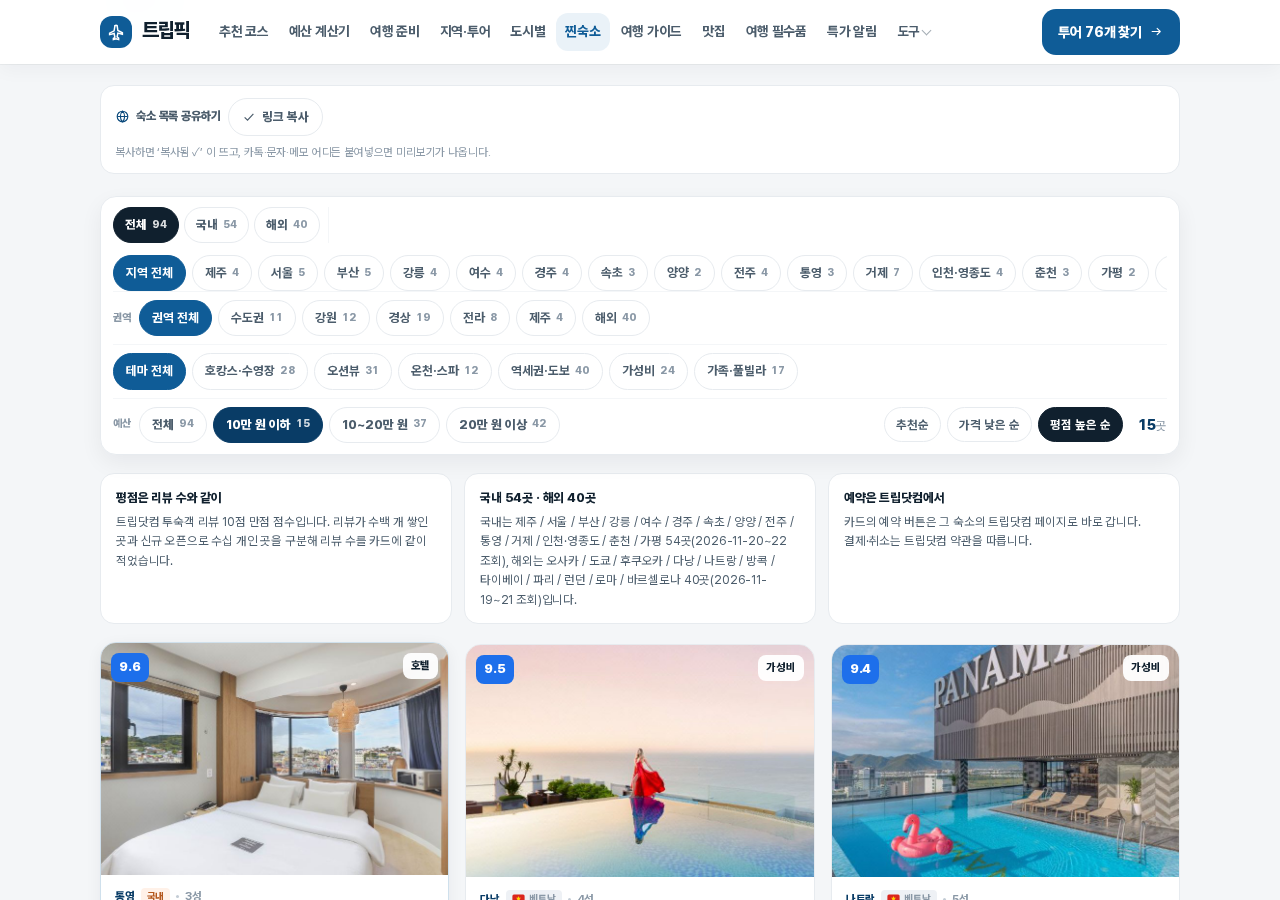 트립픽 추천 코스 예산 계산기 여행 준비 지역·투어 도시별 찐숙소 여행 가이드 맛집 여행 필수품 특가 알림 도구 투어 76개 찾기 →
숙소 목록 공유하기 ✓ 링크 복사
복사하면 '복사됨 ✓' 이 뜨고, 카톡·문자·메모 어디든 붙여넣으면 미리보기가 나옵니다.
전체 94 국내 54 해외 40
지역 전체 제주 4 서울 5 부산 5 강릉 4 여수 4 경주 4 속초 3 양양 2 전주 4 통영 3 거제 7 인천·영종도 4 춘천 3 가평 2
권역 권역 전체 수도권 11 강원 12 경상 19 전라 8 제주 4 해외 40
테마 전체 호캉스·수영장 28 오션뷰 31 온천·스파 12 역세권·도보 40 가성비 24 가족·풀빌라 17
예산 전체 94 10만 원 이하 15 10~20만 원 37 20만 원 이상 42 추천순 가격 낮은 순 평점 높은 순 15곳
평점은 리뷰 수와 같이
트립닷컴 투숙객 리뷰 10점 만점 점수입니다. 리뷰가 수백 개 쌓인
곳과 신규 오픈으로 수십 개인 곳을 구분해 리뷰 수를 카드에 같이
적었습니다.
국내 54곳 · 해외 40곳
국내는 제주 / 서울 / 부산 / 강릉 / 여수 / 경주 / 속초 / 양양 / 전주 /
통영 / 거제 / 인천·영종도 / 춘천 / 가평 54곳(2026-11-20~22
조회), 해외는 오사카 / 도쿄 / 후쿠오카 / 다낭 / 나트랑 / 방콕 /
타이베이 / 파리 / 런던 / 로마 / 바르셀로나 40곳(2026-11-
19~21 조회)입니다.
예약은 트립닷컴에서
카드의 예약 버튼은 그 숙소의 트립닷컴 페이지로 바로 갑니다.
결제·취소는 트립닷컴 약관을 따릅니다.
9.6 호텔
9.5 가성비
9.4 가성비
PANAMA
통영 국내 · 3성
다낭 베트남 · 4성
나트랑 베트남 · 5성